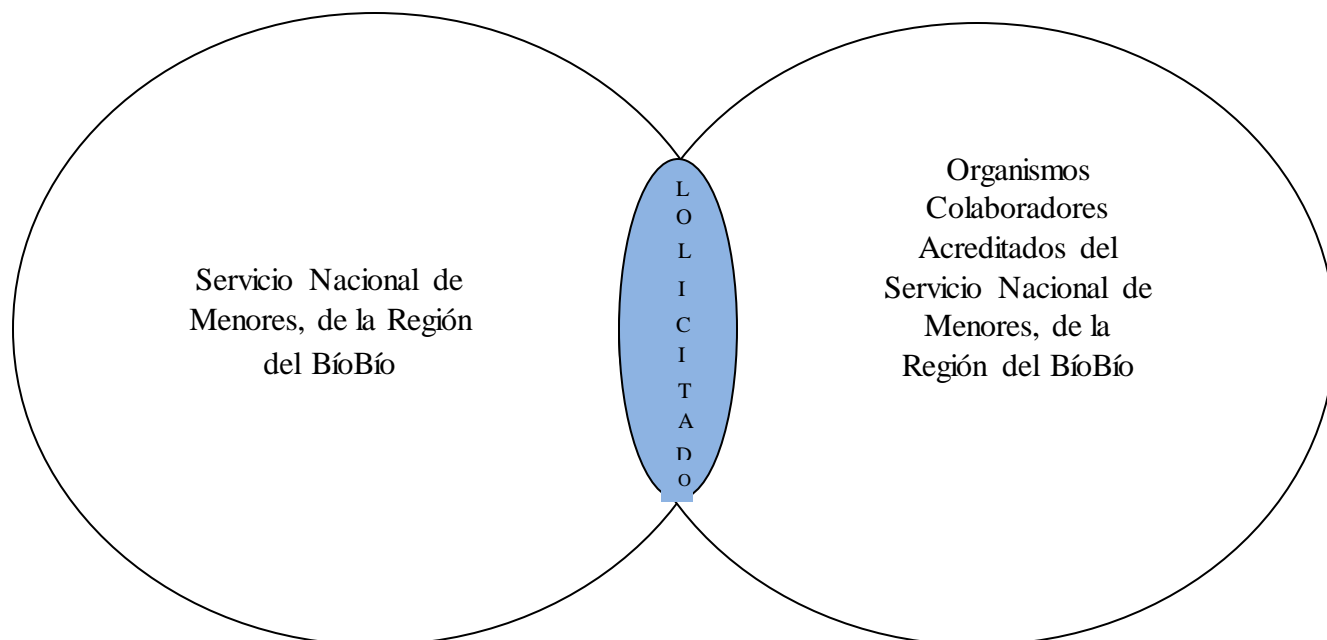 Servicio Nacional de
Menores, de la Región
del BíoBío
L
O
L
I
C
I
T
A
D
O
Organismos
Colaboradores
Acreditados del
Servicio Nacional de
Menores, de la
Región del BíoBío